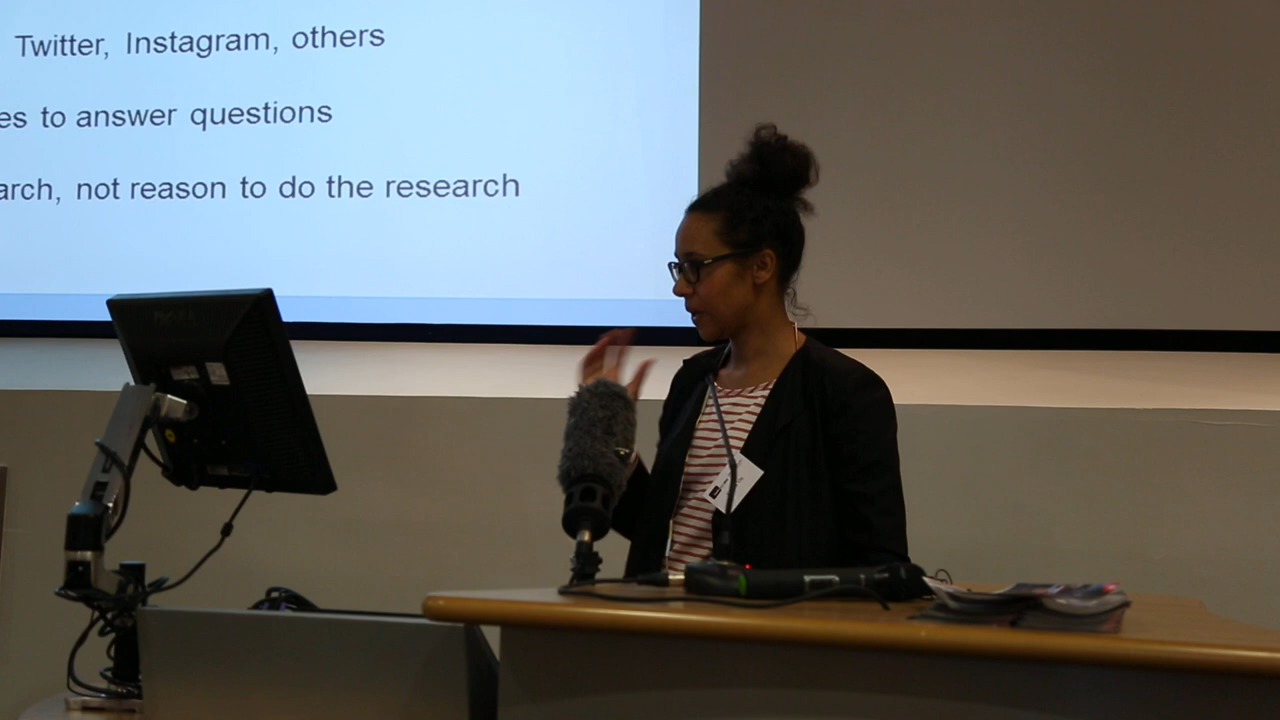 Twitter, Instagram, others
es to answer questions
arch, not reason to do the research